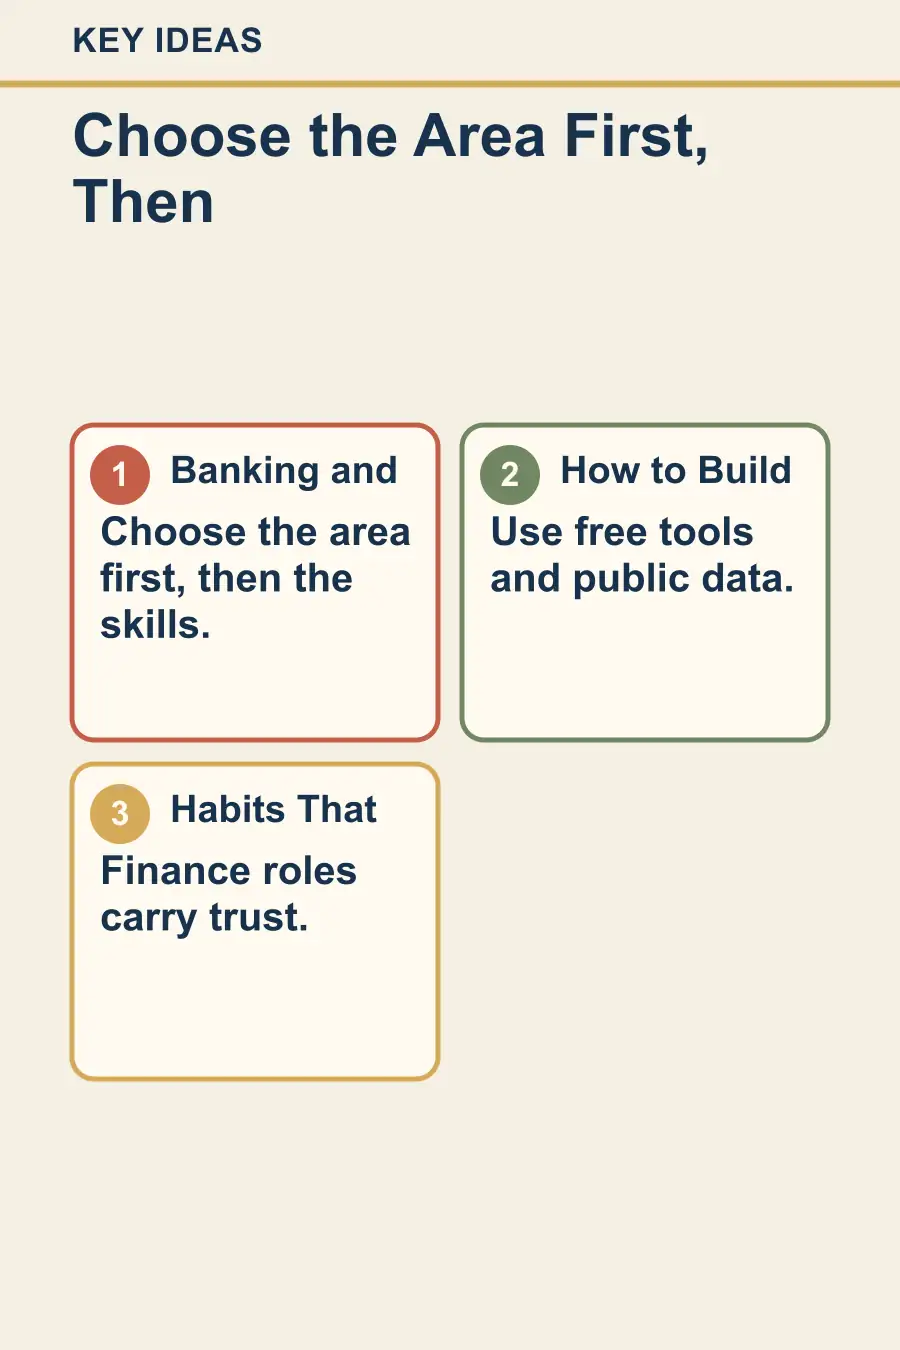 KEY IDEAS
Choose the Area First,
Then
1 Banking and
Choose the area
first, then the
skills.
2 How to Build
Use free tools
and public data.
3 Habits That
Finance roles
carry trust.